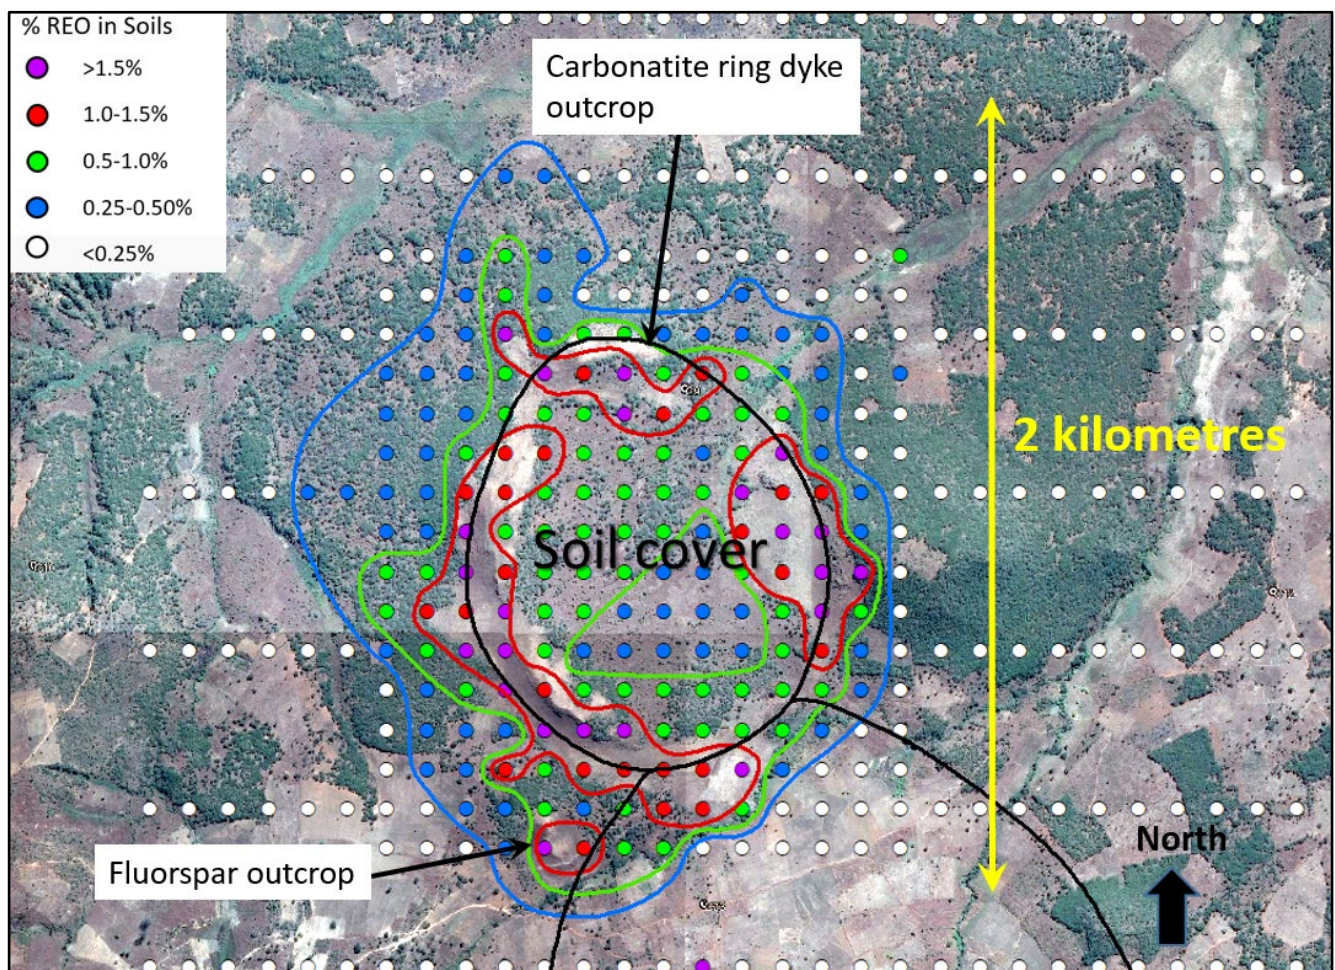 % REO in Soils
>1.5%
1.0-1.5%
0.5-1.0%
0.25-0.50%
<0.25%
Carbonatite ring dyke
outcrop
2 kilometres
Soil cover
North
Fluorspar outcrop